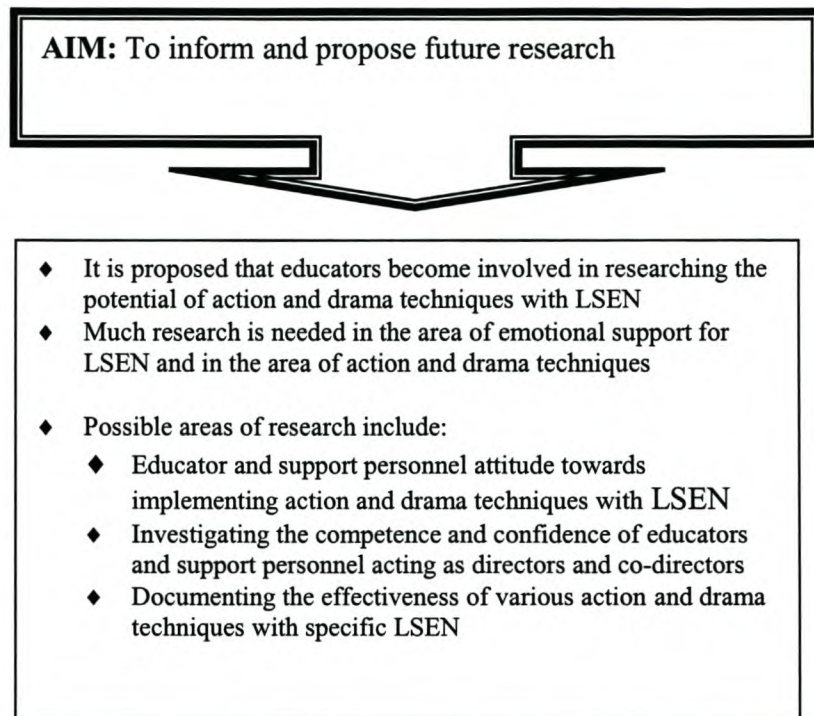 AIM: To inform and propose future research
♦ It is proposed that educators become involved in researching the
potential of action and drama techniques with LSEN
♦ Much research is needed in the area of emotional support for
LSEN and in the area of action and drama techniques
♦ Possible areas of research include:
♦ Educator and support personnel attitude towards
implementing action and drama techniques with LSEN
♦ Investigating the competence and confidence of educators
and support personnel acting as directors and co-directors
♦ Documenting the effectiveness of various action and drama
techniques with specific LSEN